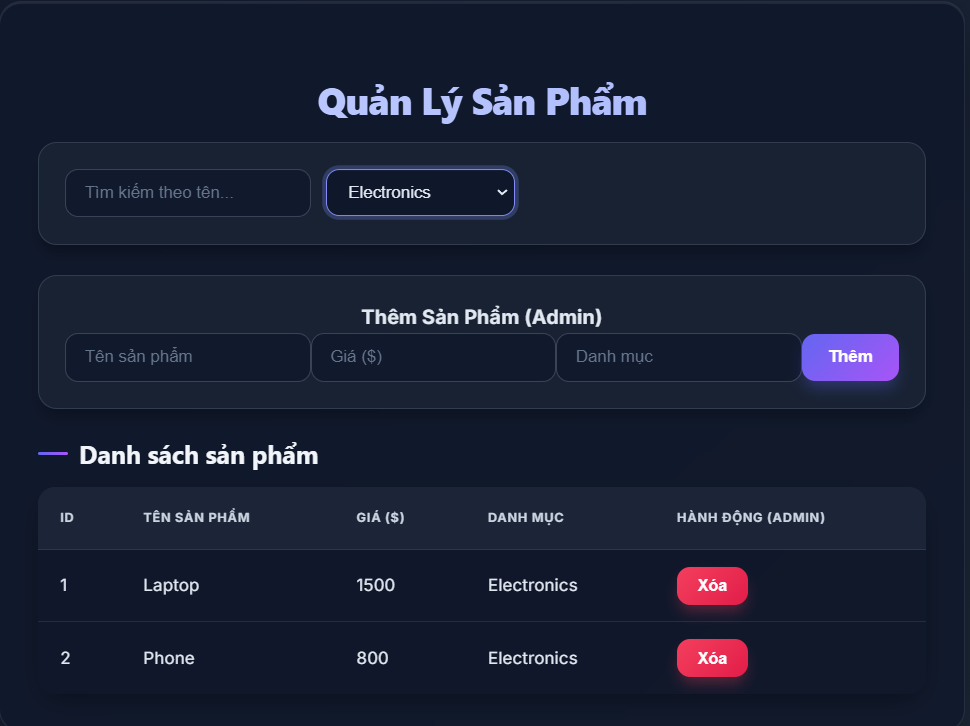 Quản Lý Sản Phẩm
Tìm kiếm theo tên... Electronics
Thêm Sản Phẩm (Admin)
Tên sản phẩm Giá ($) Danh mục Thêm
Danh sách sản phẩm
ID TÊN SẢN PHẨM GIÁ ($) DANH MỤC HÀNH ĐỘNG (ADMIN)
1 Laptop 1500 Electronics Xóa
2 Phone 800 Electronics Xóa